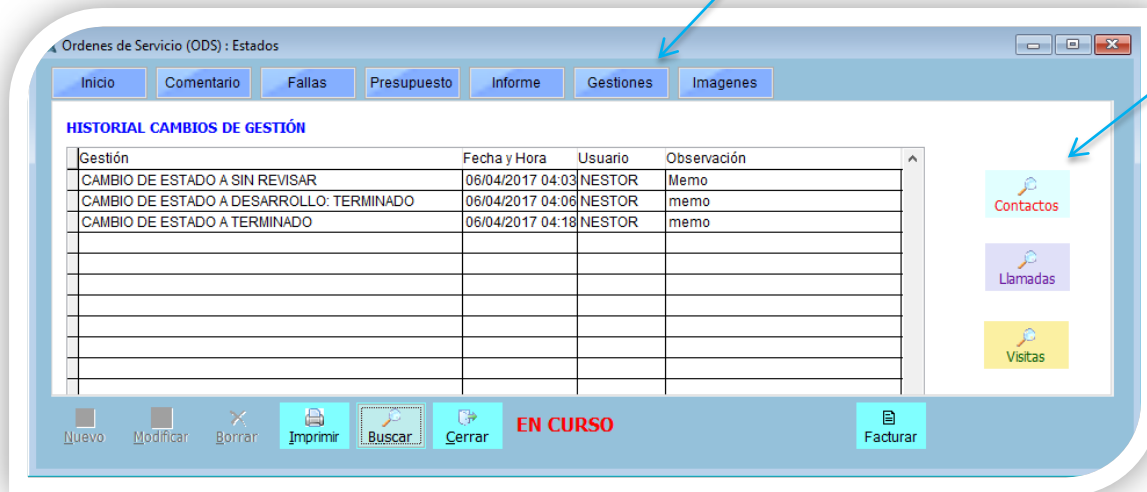 Ordenes de Servicio (ODS) : Estados
Inicio Comentario Fallas Presupuesto Informe Gestiones Imagenes
HISTORIAL CAMBIOS DE GESTIÓN
Gestión Fecha y Hora Usuario Observación
CAMBIO DE ESTADO A SIN REVISAR 06/04/2017 04:03 NESTOR Memo
CAMBIO DE ESTADO A DESARROLLO: TERMINADO 06/04/2017 04:06 NESTOR memo
CAMBIO DE ESTADO A TERMINADO 06/04/2017 04:18 NESTOR memo
Contactos
Llamadas
Visitas
Nuevo Modificar Borrar Imprimir Buscar Cerrar EN CURSO Facturar